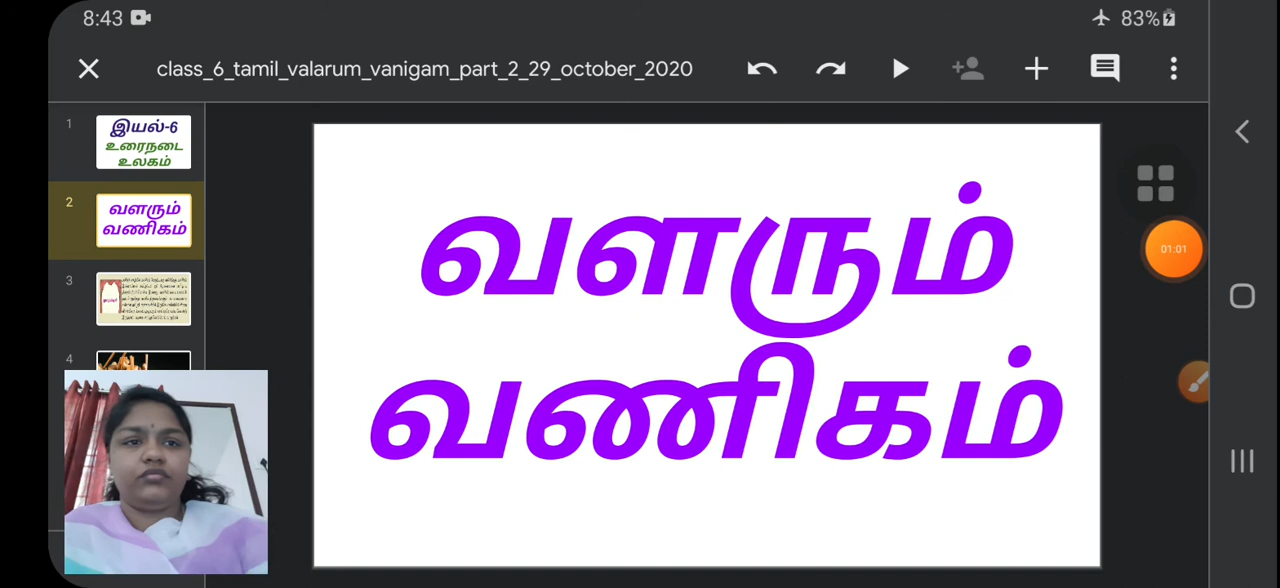 8:43
83%
class_6_tamil_valarum_vanigam_part_2_29_october_2020
1
இயல்-6
உரைநடை
உலகம்
2
வளரும்
வணிகம்
3
4
வளரும்
வணிகம்
01:01